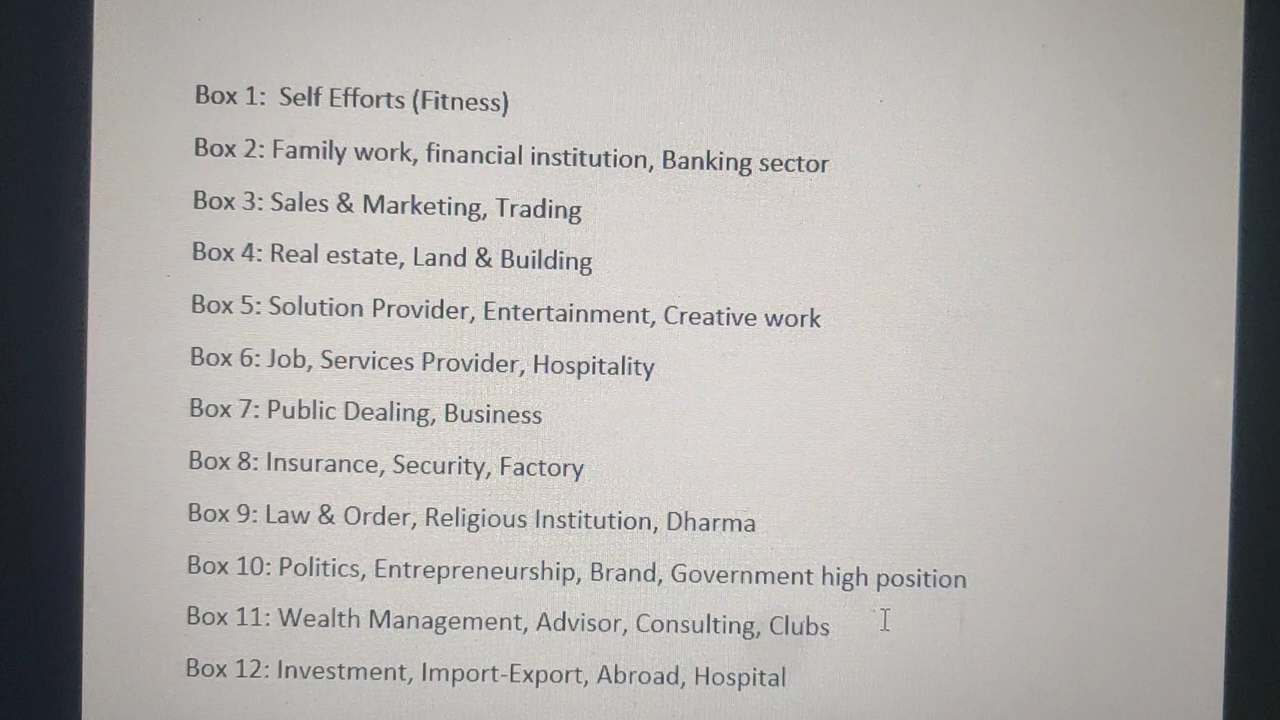 Box 1:  Self Efforts (Fitness)
Box 2: Family work, financial institution, Banking sector
Box 3: Sales & Marketing, Trading
Box 4: Real estate, Land & Building
Box 5: Solution Provider, Entertainment, Creative work
Box 6: Job, Services Provider, Hospitality
Box 7: Public Dealing, Business
Box 8: Insurance, Security, Factory
Box 9: Law & Order, Religious Institution, Dharma
Box 10: Politics, Entrepreneurship, Brand, Government high position
Box 11: Wealth Management, Advisor, Consulting, Clubs
Box 12: Investment, Import-Export, Abroad, Hospital